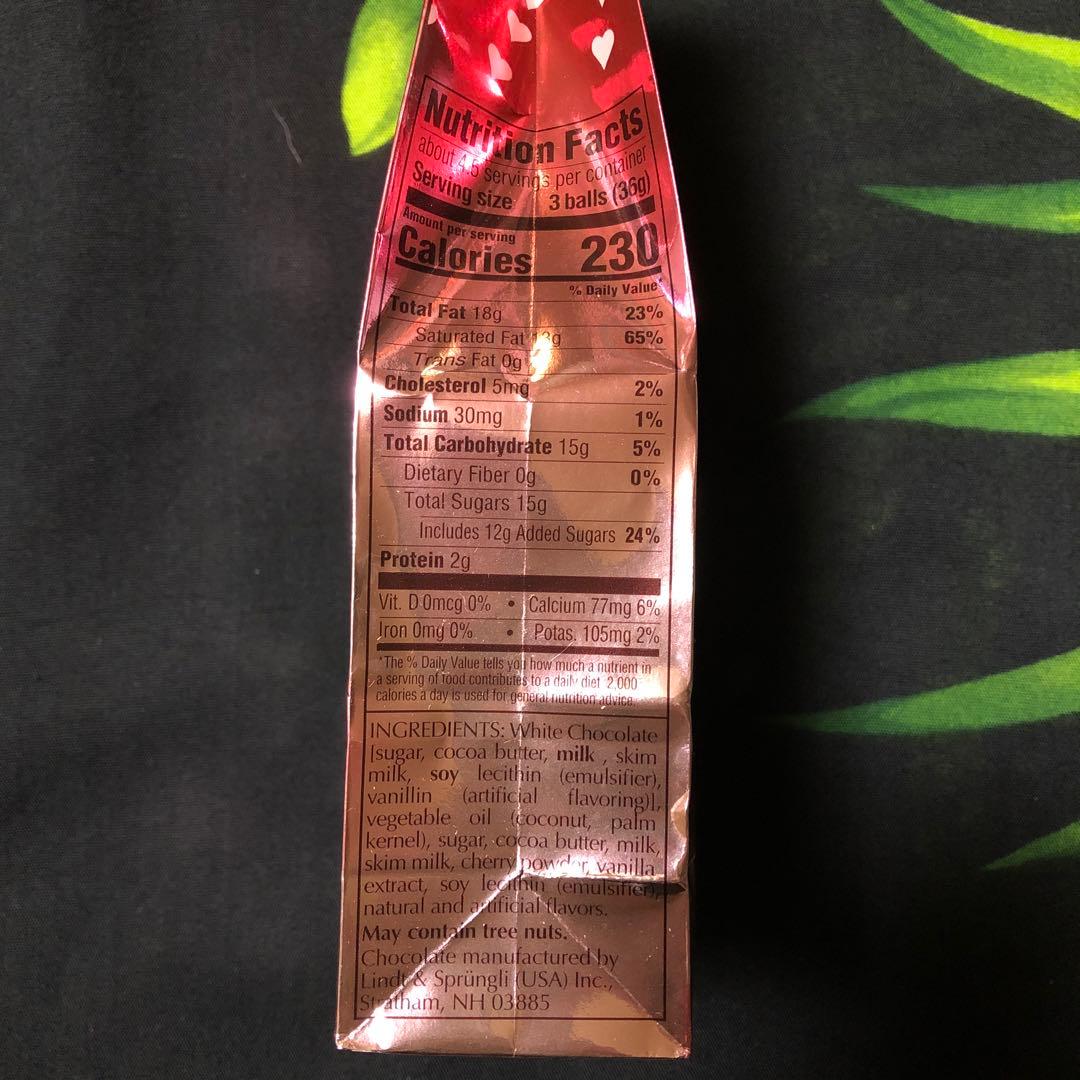 Nutrition Facts
about 4.5 servings per container
Serving size 3 balls (36g)
Amount per serving
Calories 230
% Daily Value*
Total Fat 18g 23%
Saturated Fat 13g 65%
Trans Fat 0g
Cholesterol 5mg 2%
Sodium 30mg 1%
Total Carbohydrate 15g 5%
Dietary Fiber 0g 0%
Total Sugars 15g
Includes 12g Added Sugars 24%
Protein 2g
Vit. D 0mcg 0% • Calcium 77mg 6%
Iron 0mg 0% • Potas. 105mg 2%
*The % Daily Value tells you how much a nutrient in
a serving of food contributes to a daily diet. 2,000
calories a day is used for general nutrition advice.
INGREDIENTS: White Chocolate
[sugar, cocoa butter, milk , skim
milk, soy lecithin (emulsifier),
vanillin (artificial flavoring)],
vegetable oil (coconut, palm
kernel), sugar, cocoa butter, milk,
skim milk, cherry powder, vanilla
extract, soy lecithin (emulsifier),
natural and artificial flavors.
May contain tree nuts.
Chocolate manufactured by
Lindt & Sprüngli (USA) Inc.,
Stratham, NH 03885